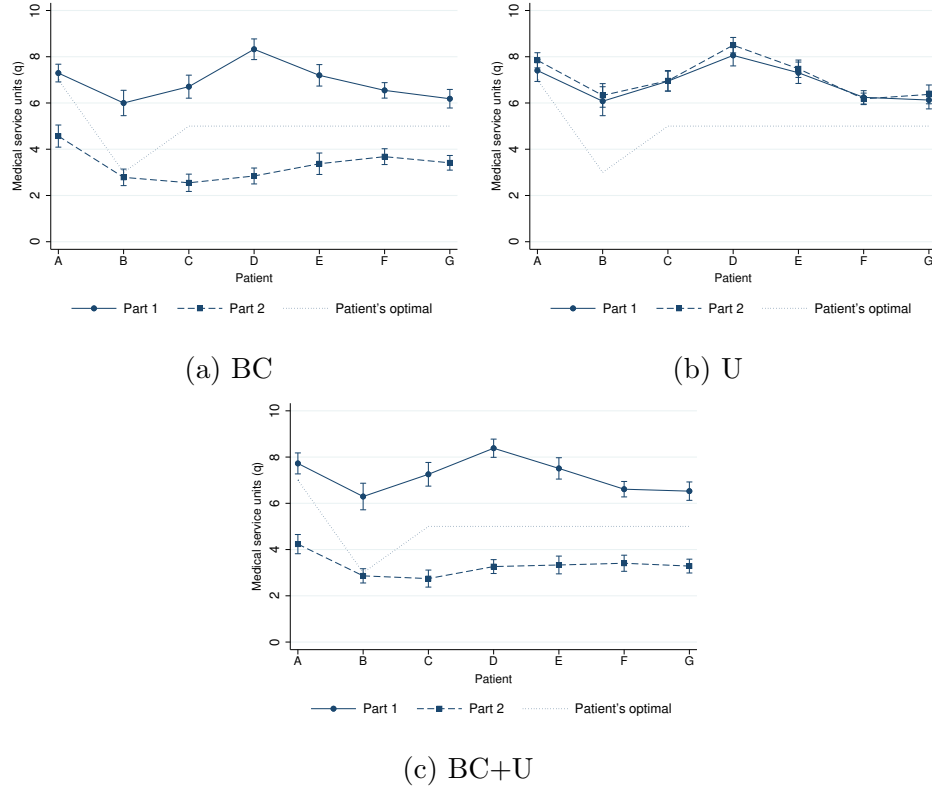 Medical service units (q)
0 2 4 6 8 10
A B C D E F G
Patient
Part 1 Part 2 Patient's optimal
(a) BC
Medical service units (q)
0 2 4 6 8 10
A B C D E F G
Patient
Part 1 Part 2 Patient's optimal
(b) U
Medical service units (q)
0 2 4 6 8 10
A B C D E F G
Patient
Part 1 Part 2 Patient's optimal
(c) BC+U